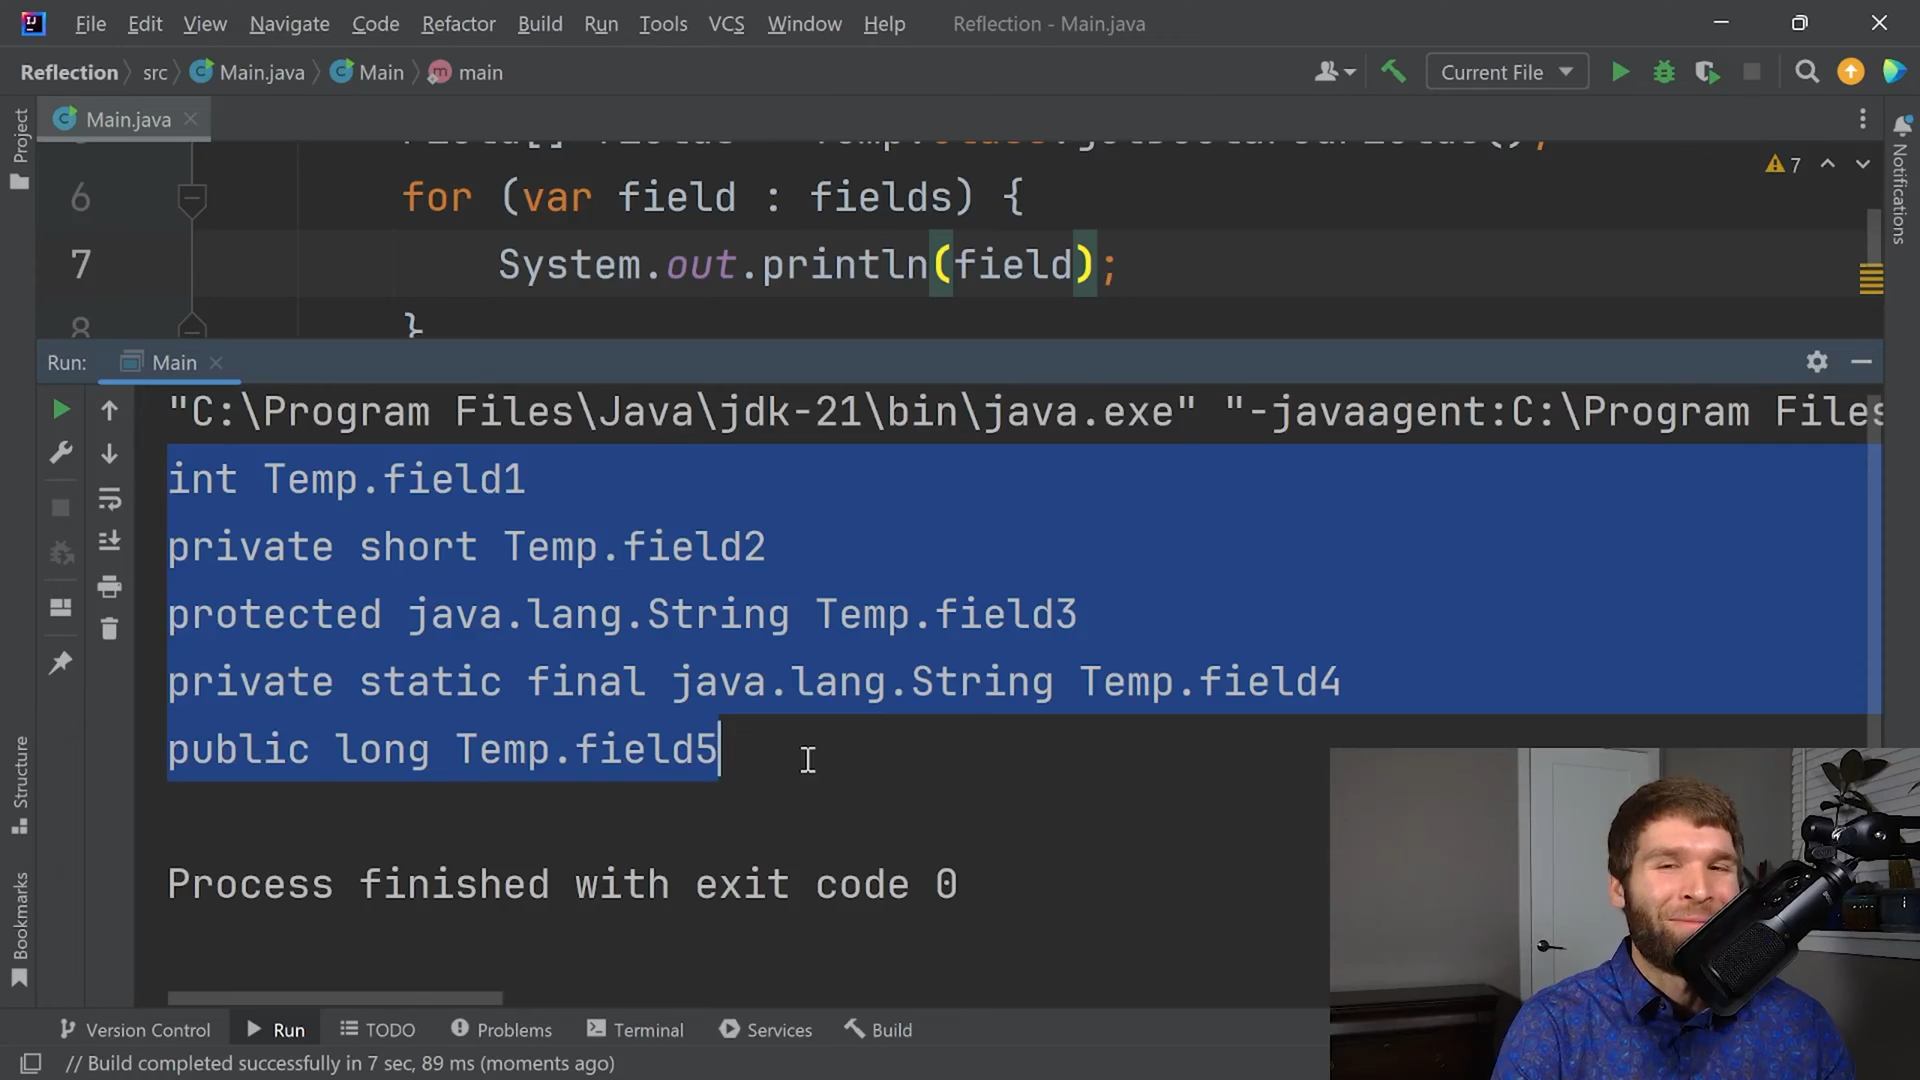 File Edit View Navigate Code Refactor Build Run Tools VCS Window Help Reflection - Main.java
Reflection src Main.java Main main Current File
Project
Main.java
Notifications
7
6 for (var field : fields) {
7 System.out.println(field);
8 }
Run: Main
"C:\Program Files\Java\jdk-21\bin\java.exe" "-javaagent:C:\Program Files
int Temp.field1
private short Temp.field2
protected java.lang.String Temp.field3
private static final java.lang.String Temp.field4
public long Temp.field5
Process finished with exit code 0
Structure
Bookmarks
Version Control Run TODO Problems Terminal Services Build
// Build completed successfully in 7 sec, 89 ms (moments ago)